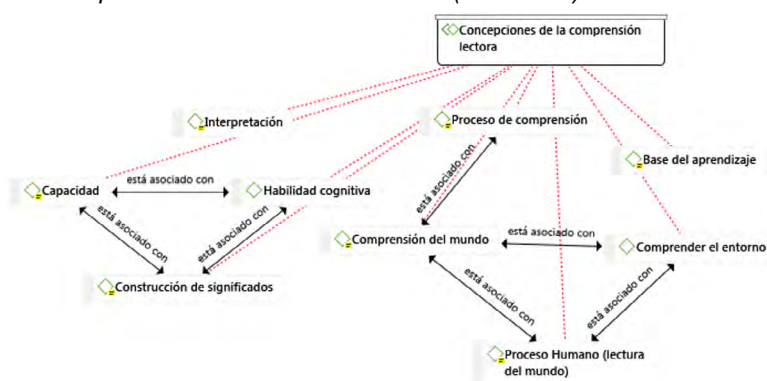 Concepciones de la comprensión
lectora
Interpretación
Proceso de comprensión
Base del aprendizaje
Capacidad
está asociado con
Habilidad cognitiva
está asociado con
está asociado con
está asociado con
Comprensión del mundo
está asociado con
Comprender el entorno
Construcción de significados
está asociado con
está asociado con
Proceso Humano (lectura
del mundo)